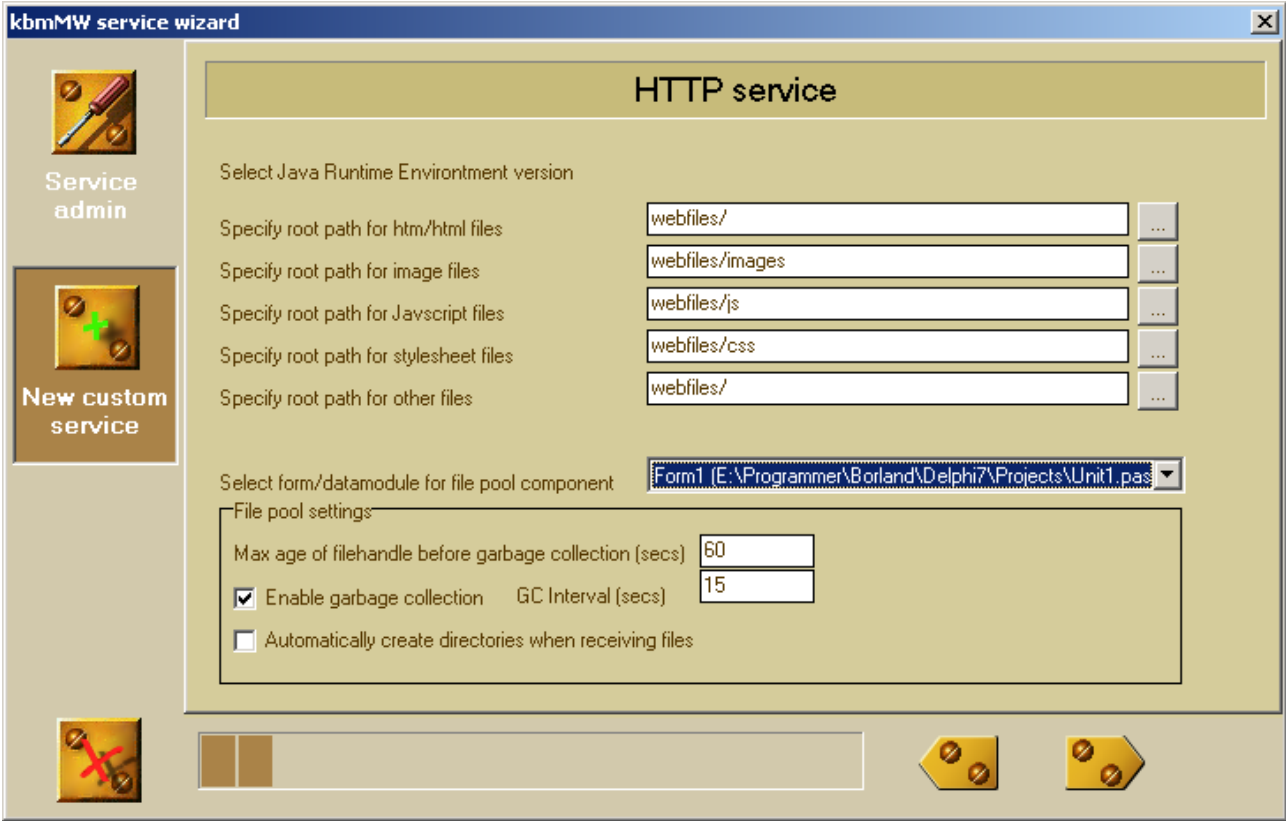 kbmMW service wizard
HTTP service
Service
admin
New custom
service
Select Java Runtime Environtment version
Specify root path for htm/html files
webfiles/
...
Specify root path for image files
webfiles/images
...
Specify root path for Javscript files
webfiles/js
...
Specify root path for stylesheet files
webfiles/css
...
Specify root path for other files
webfiles/
...
Select form/datamodule for file pool component
Form1 (E:\Programmer\Borland\Delphi7\Projects\Unit1.pas
File pool settings
Max age of filehandle before garbage collection (secs)
60
Enable garbage collection
GC Interval (secs)
15
Automatically create directories when receiving files